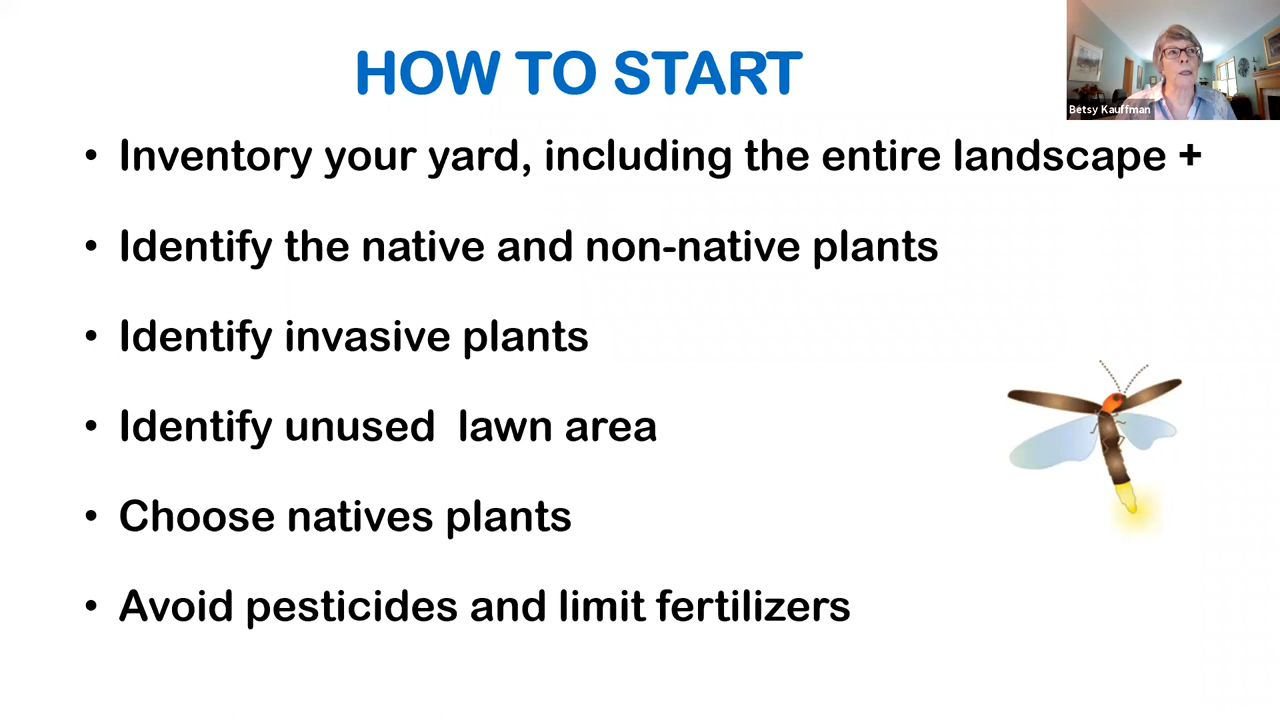 HOW TO START
Betsy Kauffman
• Inventory your yard, including the entire landscape +
• Identify the native and non-native plants
• Identify invasive plants
• Identify unused  lawn area
• Choose natives plants
• Avoid pesticides and limit fertilizers